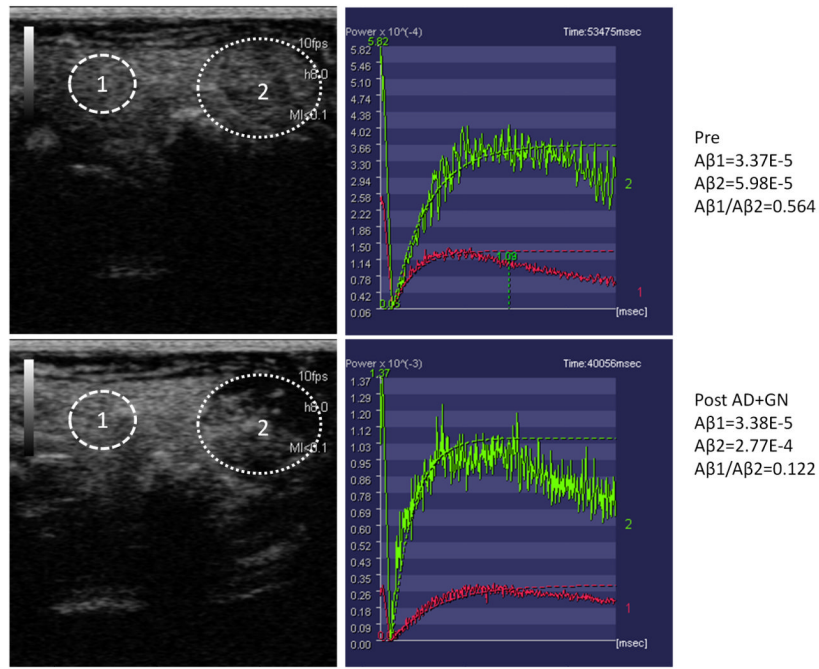 1
2
10fps
h8.0
MI<0.1
Power x 10^(-4)
Time:53475msec
5.82
5.82
5.46
5.10
4.74
4.38
4.02
3.66
3.30
2.94
2.58
2.22
1.86
1.50
1.14
0.78
0.42
0.06
1.09
2
1
[msec]
Pre
Aβ1=3.37E-5
Aβ2=5.98E-5
Aβ1/Aβ2=0.564
1
2
10fps
h8.0
MI<0.1
Power x 10^(-3)
Time:40056msec
1.37
1.37
1.29
1.20
1.12
1.03
0.95
0.86
0.78
0.69
0.60
0.52
0.43
0.35
0.26
0.18
0.09
0.00
2
1
[msec]
Post AD+GN
Aβ1=3.38E-5
Aβ2=2.77E-4
Aβ1/Aβ2=0.122